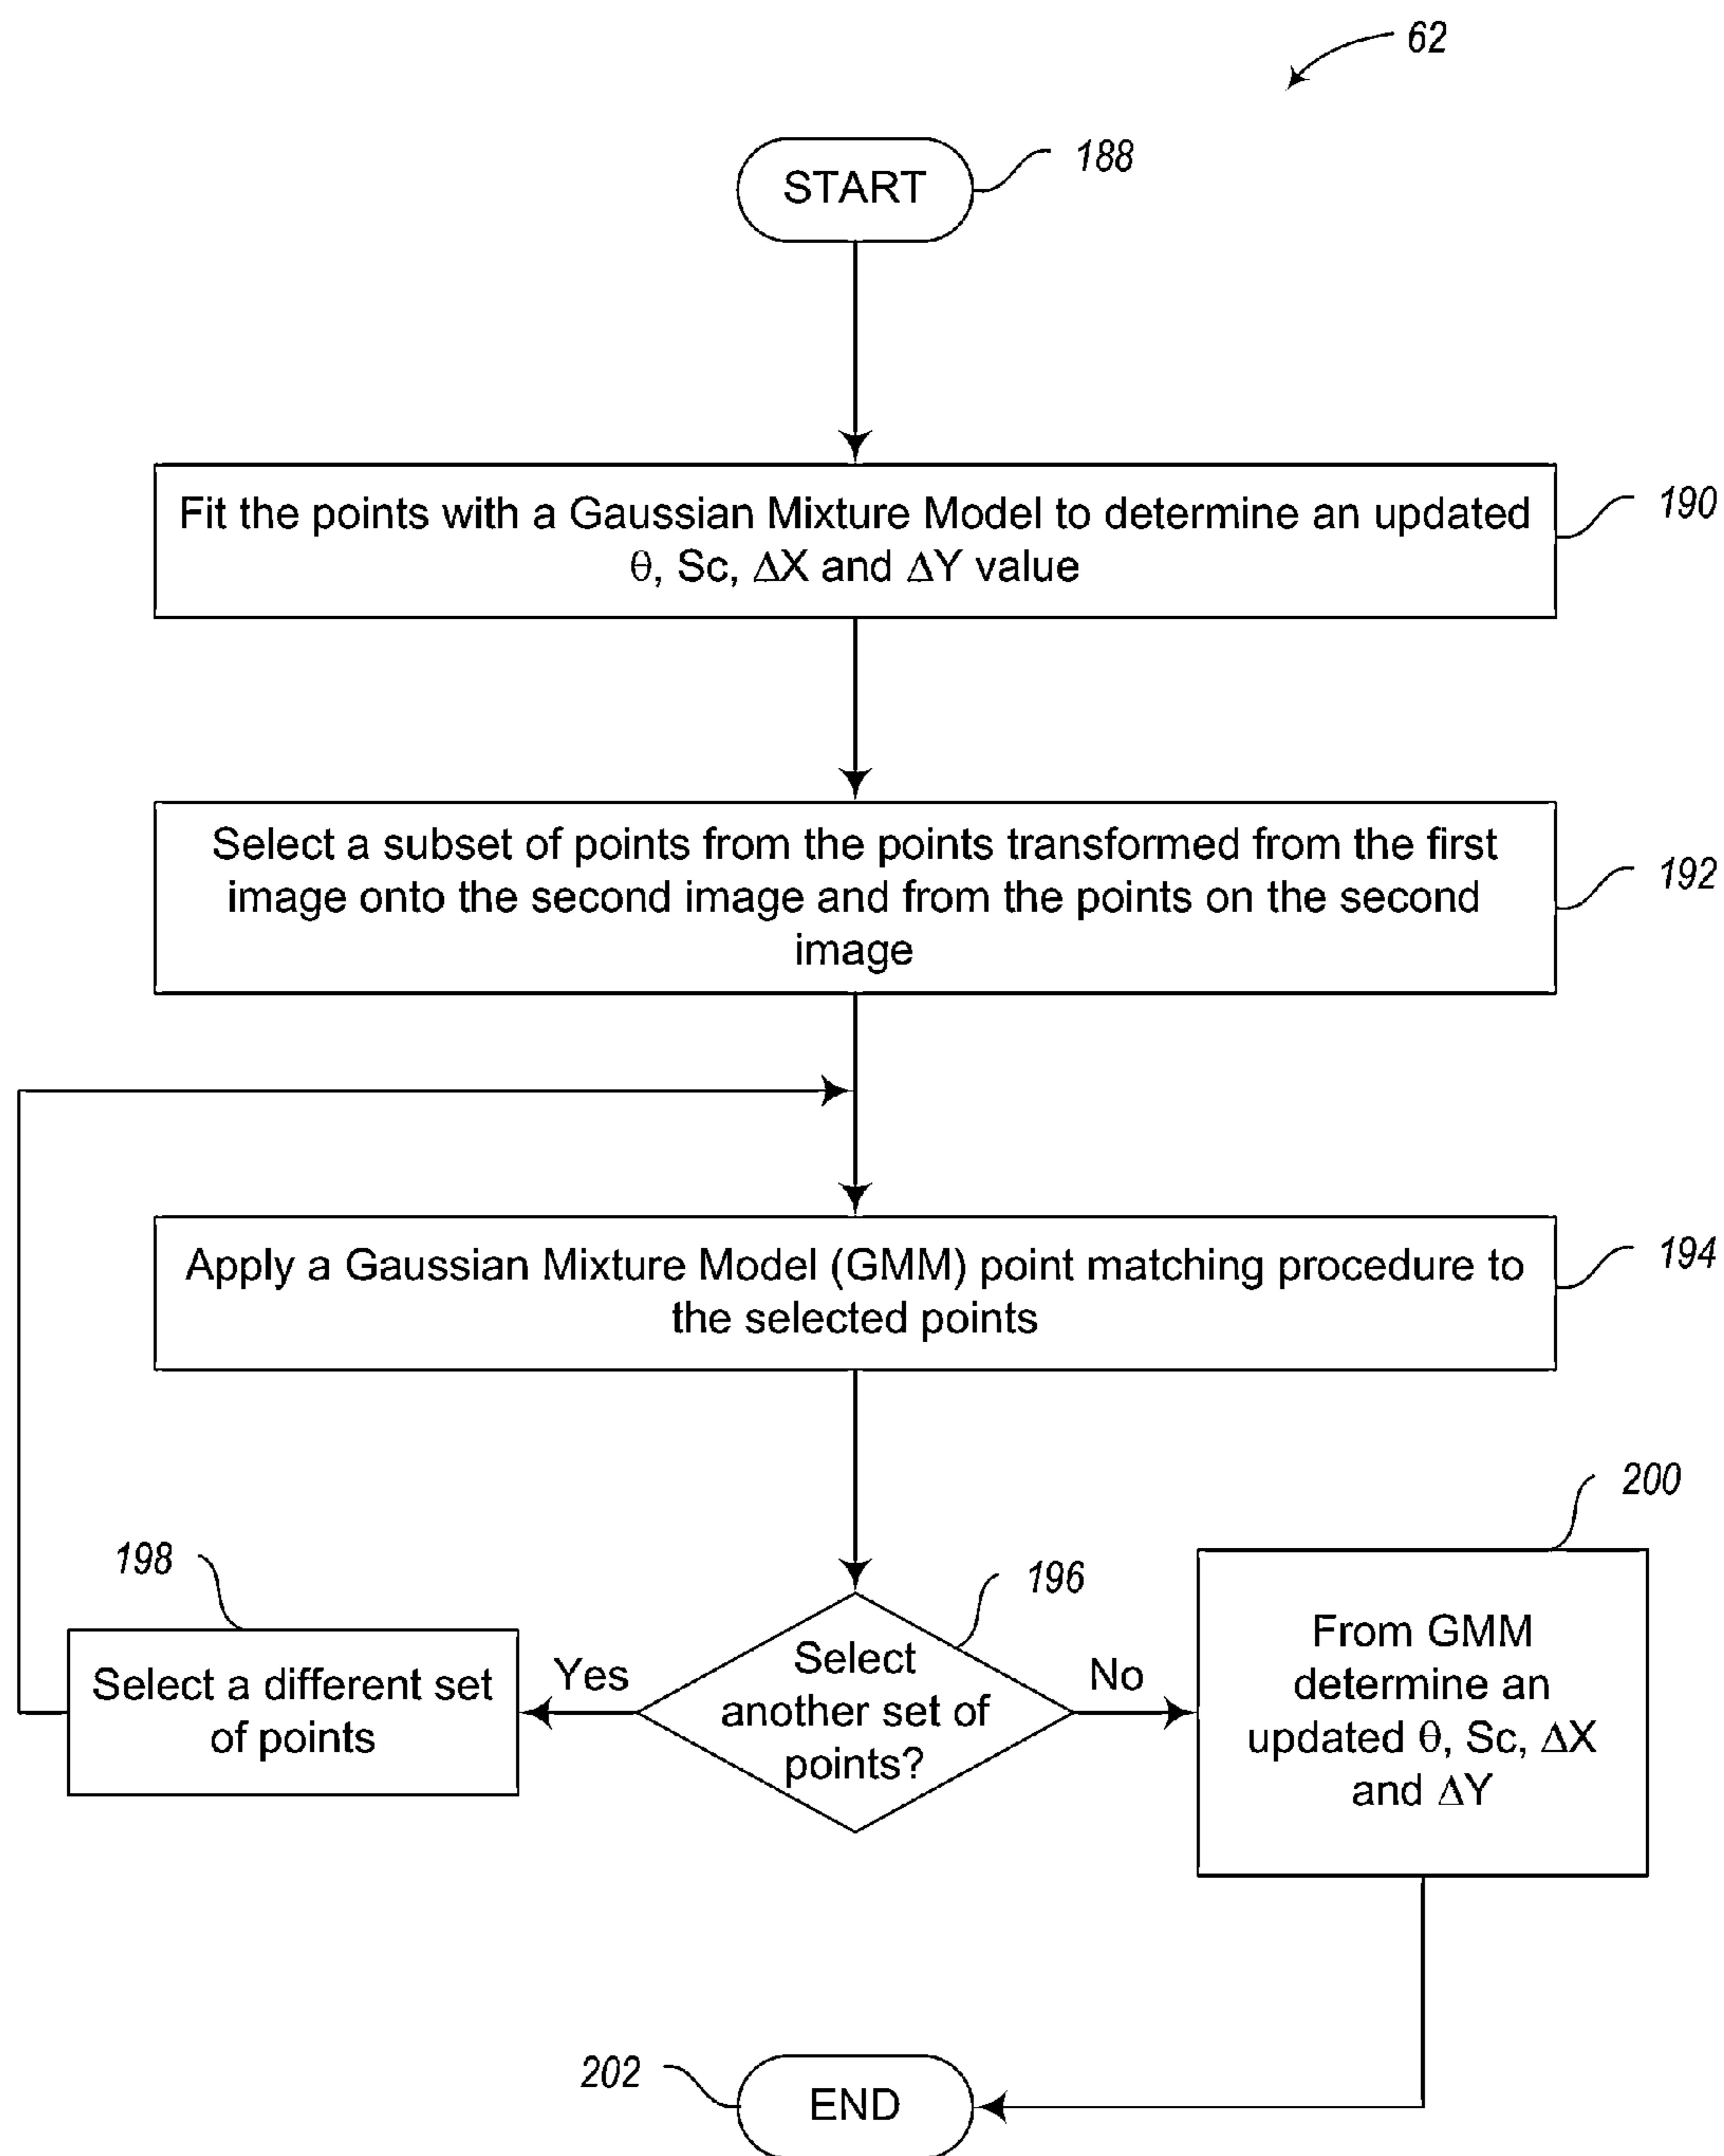 62
START
188
Fit the points with a Gaussian Mixture Model to determine an updated
θ, Sc, ΔX and ΔY value
190
Select a subset of points from the points transformed from the first
image onto the second image and from the points on the second
image
192
Apply a Gaussian Mixture Model (GMM) point matching procedure to
the selected points
194
198
Select a different set
of points
Yes
196
Select
another set of
points?
No
200
From GMM
determine an
updated θ, Sc, ΔX
and ΔY
202
END